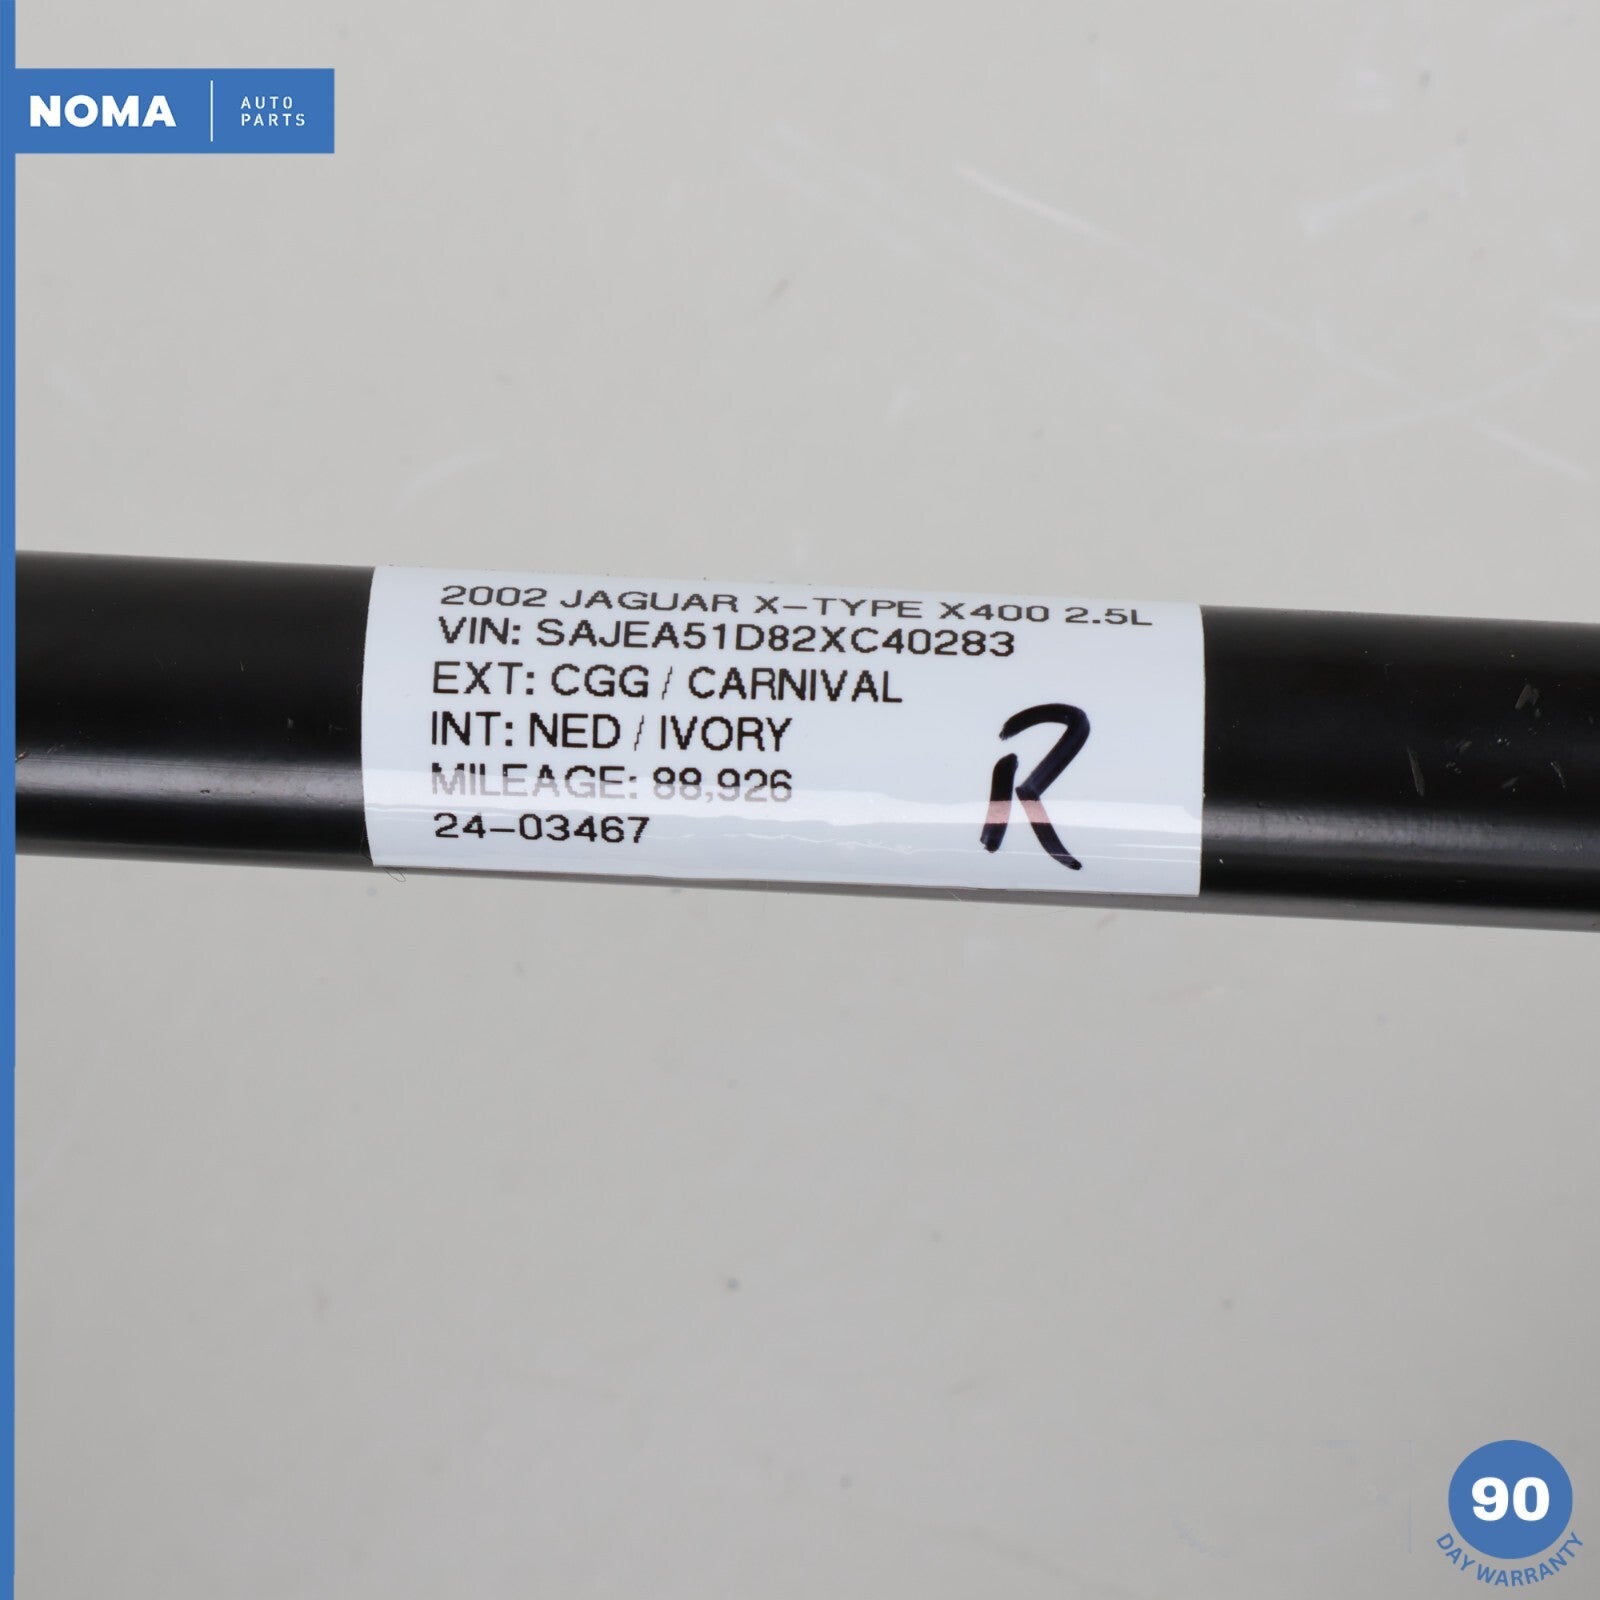 NOMA
AUTO
PARTS
2002 JAGUAR X-TYPE X400 2.5L
VIN: SAJEA51D82XC40283
EXT: CGG / CARNIVAL
INT: NED / IVORY
MILEAGE: 88,926
24-03467
R
90
DAY WARRANTY